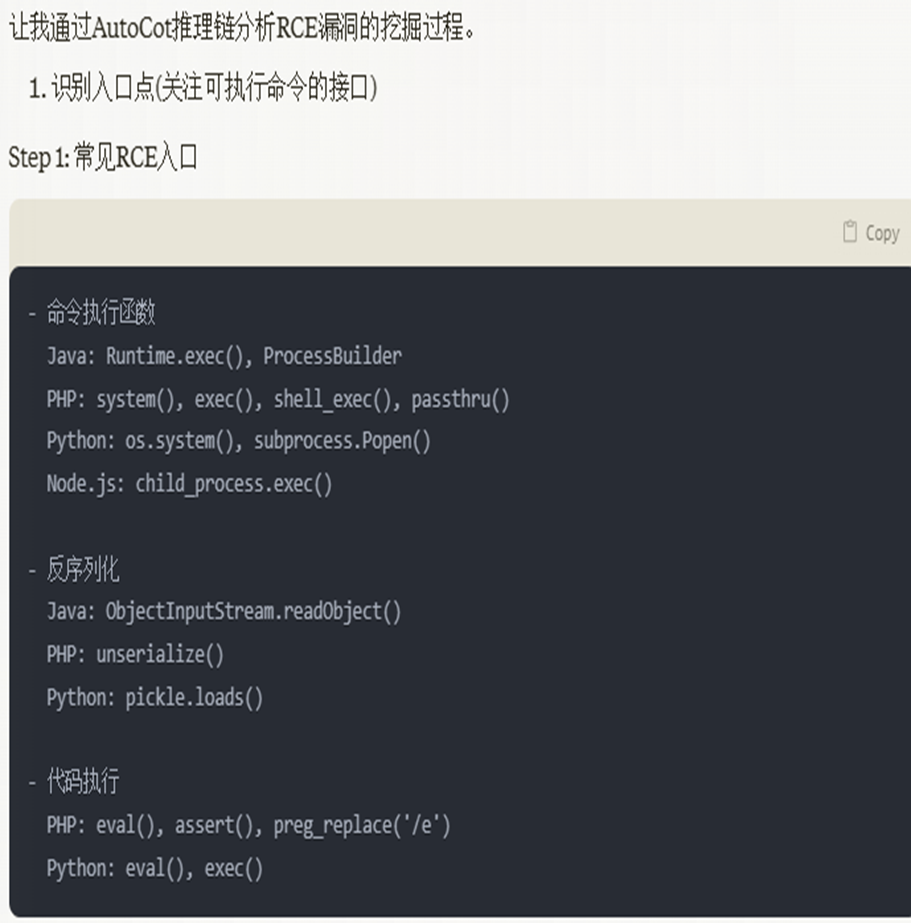 让我通过AutoCot推理链分析RCE漏洞的挖掘过程。
1. 识别入口点(关注可执行命令的接口)
Step 1: 常见RCE入口
Copy
- 命令执行函数
Java: Runtime.exec(), ProcessBuilder
PHP: system(), exec(), shell_exec(), passthru()
Python: os.system(), subprocess.Popen()
Node.js: child_process.exec()
- 反序列化
Java: ObjectInputStream.readObject()
PHP: unserialize()
Python: pickle.loads()
- 代码执行
PHP: eval(), assert(), preg_replace('/e')
Python: eval(), exec()